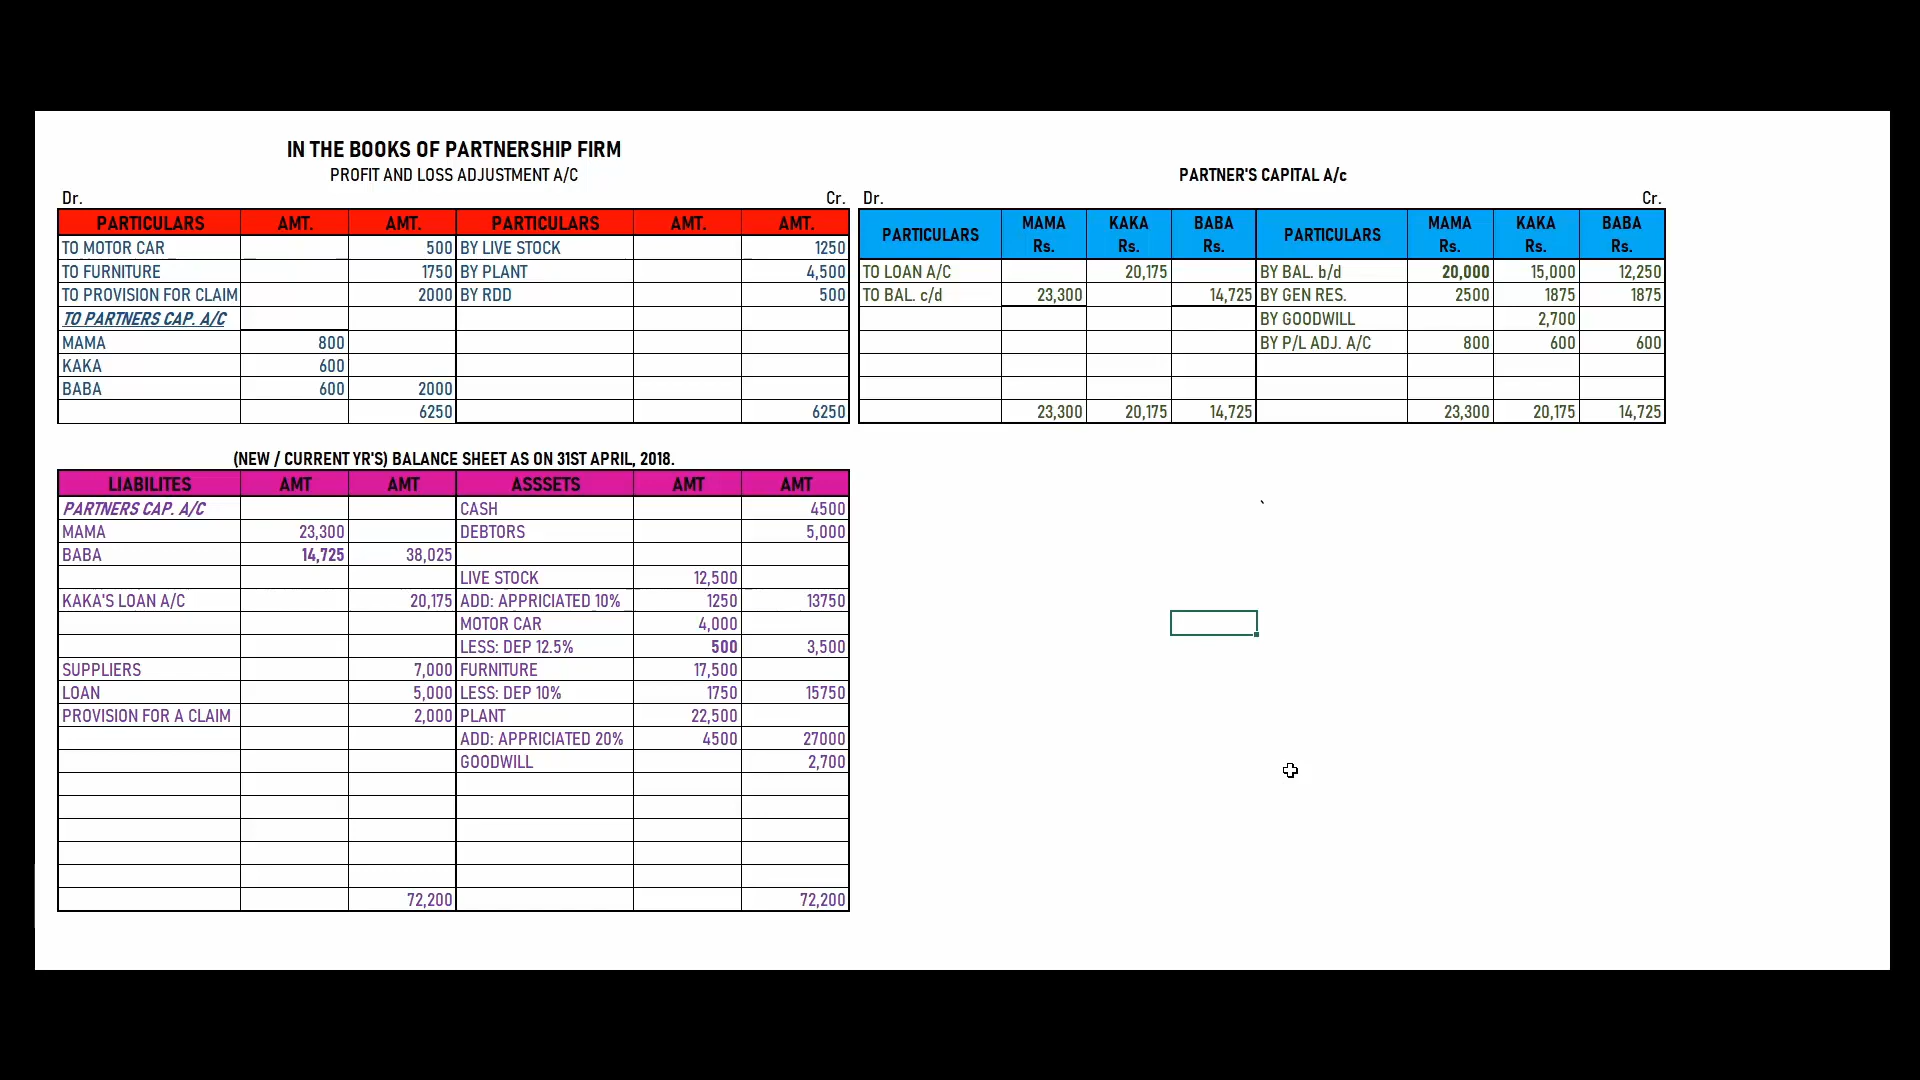 IN THE BOOKS OF PARTNERSHIP FIRM
PROFIT AND LOSS ADJUSTMENT A/C
Dr. Cr.
PARTICULARS AMT. AMT. PARTICULARS AMT. AMT.
TO MOTOR CAR 500 BY LIVE STOCK 1250
TO FURNITURE 1750 BY PLANT 4,500
TO PROVISION FOR CLAIM 2000 BY RDD 500
TO PARTNERS CAP. A/C
MAMA 800
KAKA 600
BABA 600 2000
6250 6250
PARTNER'S CAPITAL A/c
Dr. Cr.
PARTICULARS MAMA Rs. KAKA Rs. BABA Rs. PARTICULARS MAMA Rs. KAKA Rs. BABA Rs.
TO LOAN A/C 20,175 BY BAL. b/d 20,000 15,000 12,250
TO BAL. c/d 23,300 14,725 BY GEN RES. 2500 1875 1875
BY GOODWILL 2,700
BY P/L ADJ. A/C 800 600 600
23,300 20,175 14,725 23,300 20,175 14,725
(NEW / CURRENT YR'S) BALANCE SHEET AS ON 31ST APRIL, 2018.
LIABILITES AMT AMT ASSSETS AMT AMT
PARTNERS CAP. A/C CASH 4500
MAMA 23,300 DEBTORS 5,000
BABA 14,725 38,025
LIVE STOCK 12,500
KAKA'S LOAN A/C 20,175 ADD: APPRICIATED 10% 1250 13750
MOTOR CAR 4,000
LESS: DEP 12.5% 500 3,500
SUPPLIERS 7,000 FURNITURE 17,500
LOAN 5,000 LESS: DEP 10% 1750 15750
PROVISION FOR A CLAIM 2,000 PLANT 22,500
ADD: APPRICIATED 20% 4500 27000
GOODWILL 2,700
72,200 72,200
`